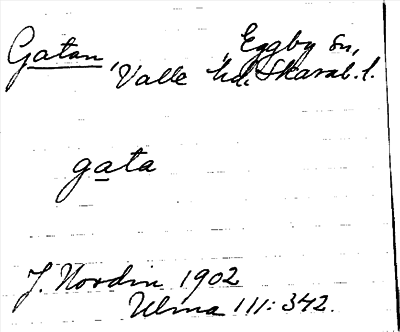 Gatan, Eggby sn,
Valle hd. Skarab. l.
gata
J. Nordin 1902
Ulma 111:342.